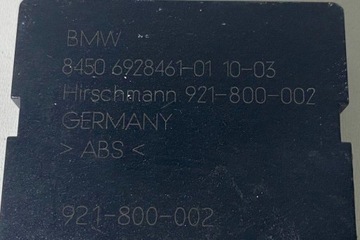 BMW
8450 6928461-01 10-03
Hirschmann 921-800-002
GERMANY
> ABS <
921-800-002